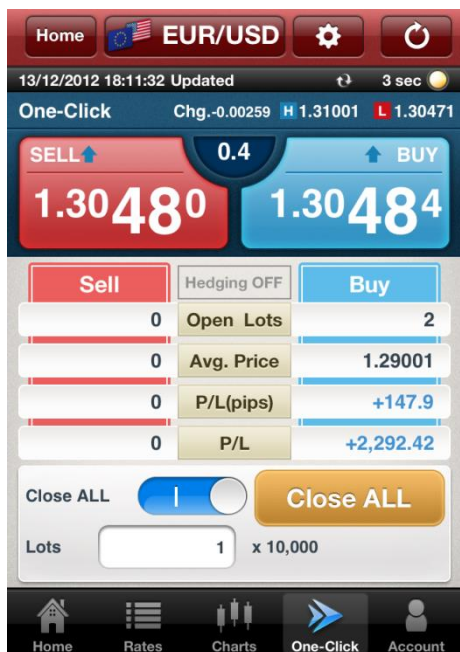 Home EUR/USD
13/12/2012 18:11:32 Updated 3 sec
One-Click Chg.-0.00259 H 1.31001 L 1.30471
SELL 0.4 BUY
1.30480 1.30484
Sell Hedging OFF Buy
0 Open Lots 2
0 Avg. Price 1.29001
0 P/L(pips) +147.9
0 P/L +2,292.42
Close ALL Close ALL
Lots 1 x 10,000
Home Rates Charts One-Click Account